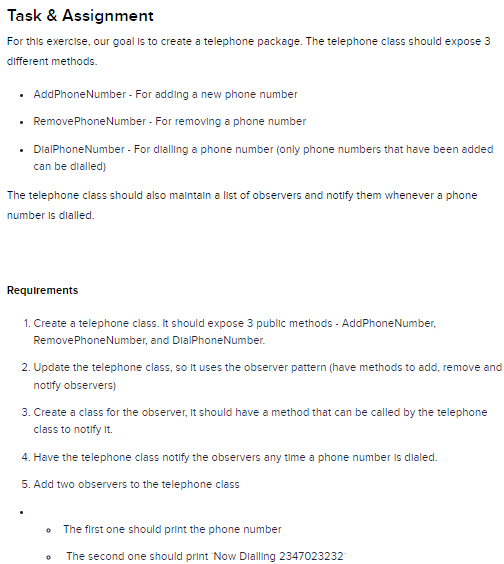 Task & Assignment
For this exercise, our goal is to create a telephone package. The telephone class should expose 3
different methods.
• AddPhoneNumber - For adding a new phone number
• RemovePhoneNumber - For removing a phone number
• DialPhoneNumber - For dialling a phone number (only phone numbers that have been added
can be dialled)
The telephone class should also maintain a list of observers and notify them whenever a phone
number is dialled.
Requirements
1. Create a telephone class. It should expose 3 public methods - AddPhoneNumber,
RemovePhoneNumber, and DialPhoneNumber.
2. Update the telephone class, so it uses the observer pattern (have methods to add, remove and
notify observers)
3. Create a class for the observer, it should have a method that can be called by the telephone
class to notify it.
4. Have the telephone class notify the observers any time a phone number is dialed.
5. Add two observers to the telephone class
•
◦ The first one should print the phone number
◦ The second one should print 'Now Dialling 2347023232'